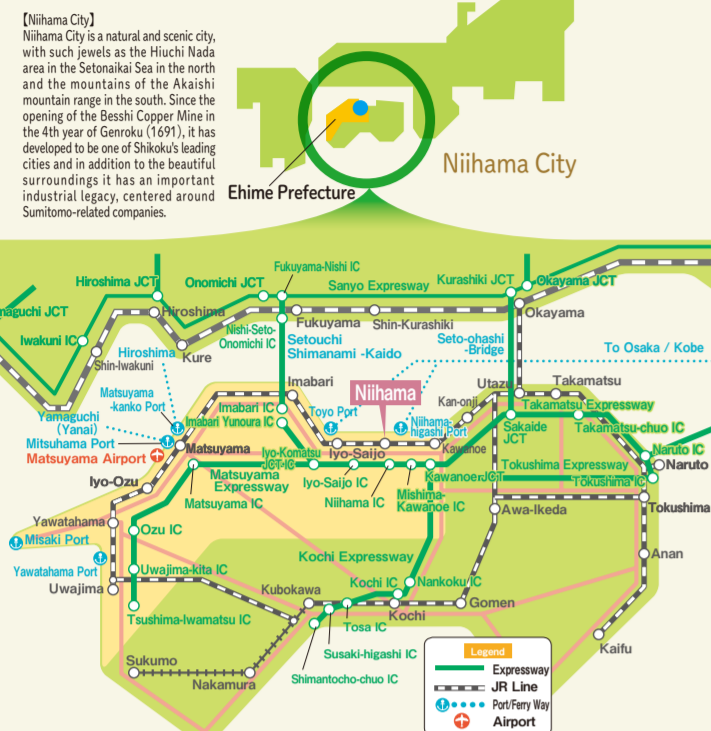 【Niihama City】
Niihama City is a natural and scenic city,
with such jewels as the Hiuchi Nada
area in the Setonaikai Sea in the north
and the mountains of the Akaishi
mountain range in the south. Since the
opening of the Besshi Copper Mine in
the 4th year of Genroku (1691), it has
developed to be one of Shikoku's leading
cities and in addition to the beautiful
surroundings it has an important
industrial legacy, centered around
Sumitomo-related companies.
Niihama City
Ehime Prefecture
Fukuyama-Nishi IC
Hiroshima JCT
Onomichi JCT
Sanyo Expresway
Kurashiki JCT
Okayama JCT
naguchi JCT
Hiroshima
Fukuyama
Shin-Kurashiki
Okayama
Iwakuni IC
Nishi-Seto-
Onomichi IC
Setouchi
Shimanami -Kaido
Seto-ohashi
-Bridge
To Osaka / Kobe
Hiroshima
Kure
Shin-Iwakuni
Imabari
Niihama
Utazu
Takamatsu
Matsuyama
-kanko Port
Imabari IC
Toyo Port
Kan-onji
Takamatsu Expressway
Yamaguchi
(Yanai)
Imabari Yunoura IC
Niihama-
higashi Port
Sakaide
JCT
Takamatsu-chuo IC
Mitsuhama Port
Matsuyama
Iyo-Komatsu
JCT·IC
Iyo-Saijo
Kawanoe
Naruto IC
Naruto
Matsuyama Airport
Matsuyama
Expressway
Iyo-Saijo IC
KawanoeJCT
Tokushima Expressway
Tokushima IC
Iyo-Ozu
Matsuyama IC
Niihama IC
Mishima-
Kawanoe IC
Awa-Ikeda
Tokushima
Yawatahama
Ozu IC
Misaki Port
Kochi Expressway
Anan
Yawatahama Port
Uwajima-kita IC
Uwajima
Kubokawa
Kochi IC
Nankoku IC
Gomen
Kochi
Tsushima-Iwamatsu IC
Tosa IC
Susaki-higashi IC
Kaifu
Sukumo
Nakamura
Shimantocho-chuo IC
Legend
Expressway
JR Line
Port/Ferry Way
Airport